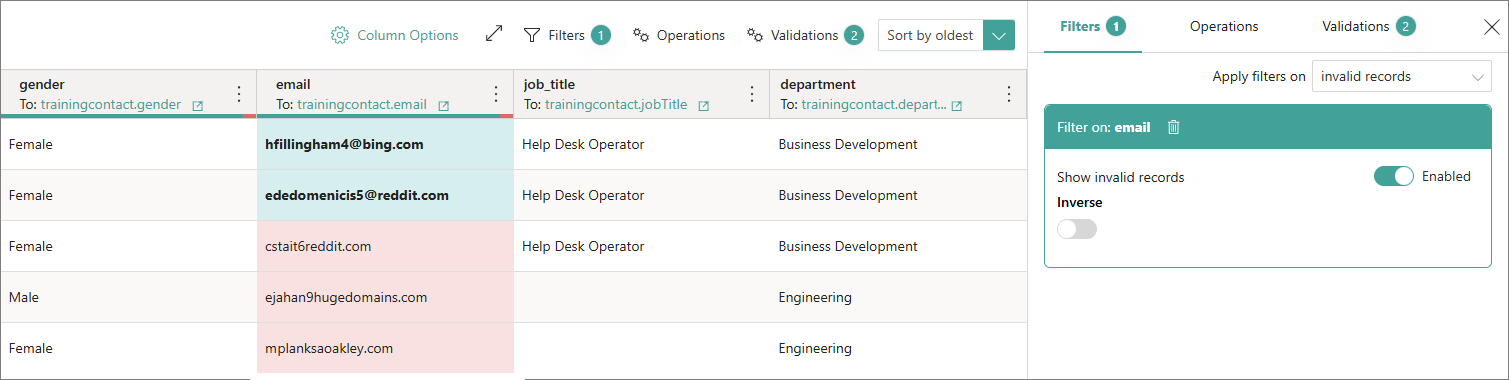 Column Options Filters 1 Operations Validations 2 Sort by oldest
gender email job_title department
To: trainingcontact.gender To: trainingcontact.email To: trainingcontact.jobTitle To: trainingcontact.depart...
Female hfillingham4@bing.com Help Desk Operator Business Development
Female ededomenicis5@reddit.com Help Desk Operator Business Development
Female cstait6reddit.com Help Desk Operator Business Development
Male ejahan9hugedomains.com Engineering
Female mplanksaoakley.com Engineering
Filters 1 Operations Validations 2
Apply filters on invalid records
Filter on: email
Show invalid records Enabled
Inverse